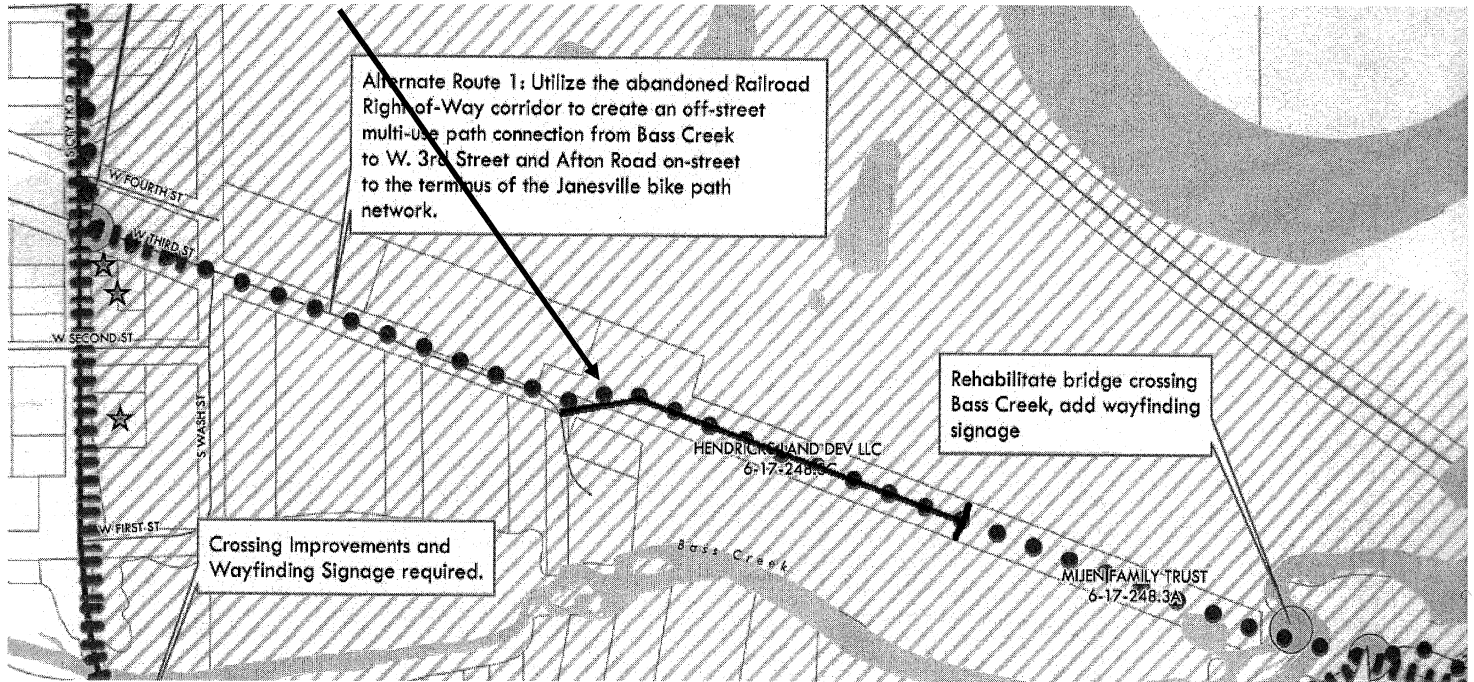 Alternate Route 1: Utilize the abandoned Railroad
Right-of-Way corridor to create an off-street
multi-use path connection from Bass Creek
to W. 3rd Street and Afton Road on-street
to the terminus of the Janesville bike path
network.
W FOURTH ST
W THIRD ST
W SECOND ST
S WASH ST
W FIRST ST
Rehabilitate bridge crossing
Bass Creek, add wayfinding
signage
HENDRICKS LAND DEV LLC
Crossing Improvements and
Wayfinding Signage required.
Bass Creek
MIJEN FAMILY TRUST
6-17-248.3A